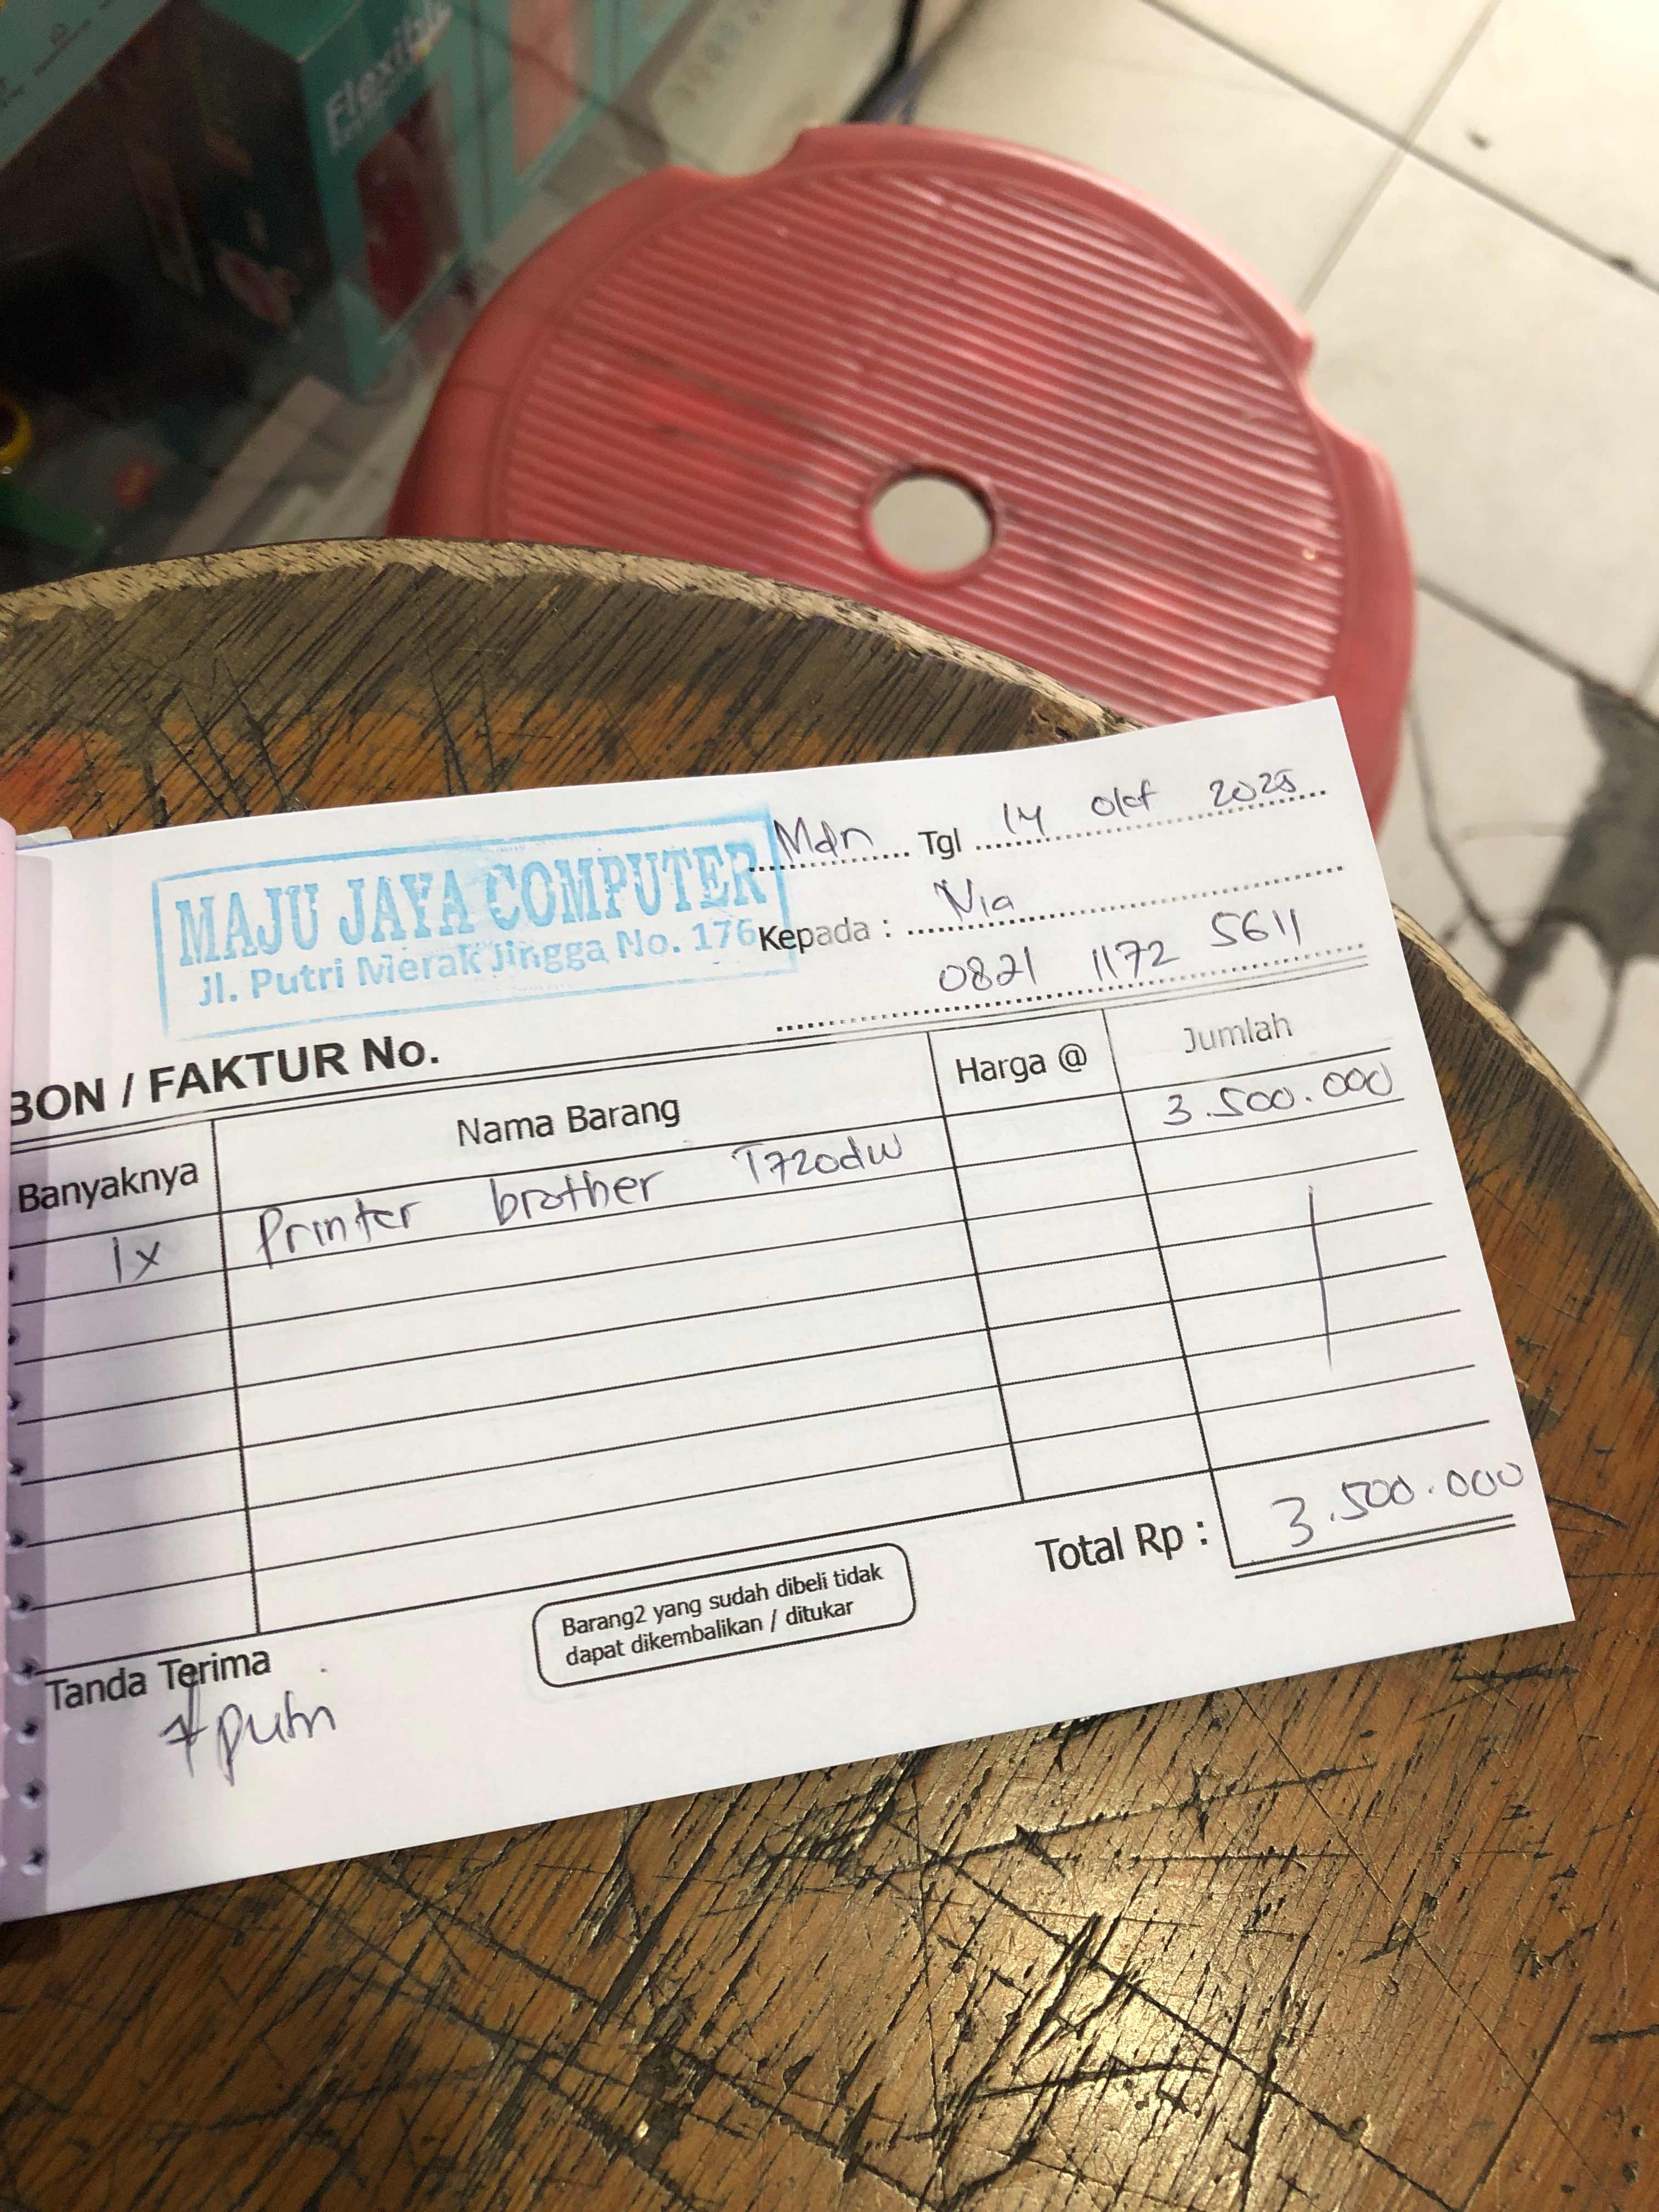 Flexible
MAJU JAYA COMPUTER
Jl. Putri Merak Jingga No. 176
Mdn Tgl 14 Okt 2025
Kepada : Nia
0821 1172 5611
BON / FAKTUR No.
Banyaknya Nama Barang Harga @ Jumlah
1x Printer brother T720dw 3.500.000
Total Rp : 3.500.000
Barang2 yang sudah dibeli tidak
dapat dikembalikan / ditukar
Tanda Terima
putri